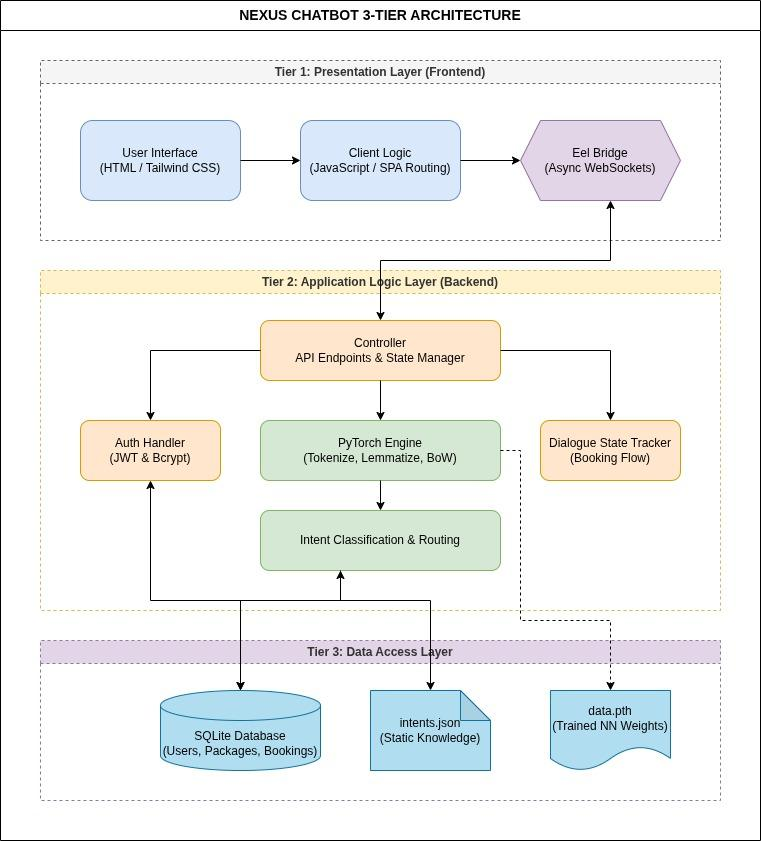 NEXUS CHATBOT 3-TIER ARCHITECTURE
Tier 1: Presentation Layer (Frontend)
User Interface
(HTML / Tailwind CSS)
Client Logic
(JavaScript / SPA Routing)
Eel Bridge
(Async WebSockets)
Tier 2: Application Logic Layer (Backend)
Controller
API Endpoints & State Manager
Auth Handler
(JWT & Bcrypt)
PyTorch Engine
(Tokenize, Lemmatize, BoW)
Dialogue State Tracker
(Booking Flow)
Intent Classification & Routing
Tier 3: Data Access Layer
SQLite Database
(Users, Packages, Bookings)
intents.json
(Static Knowledge)
data.pth
(Trained NN Weights)